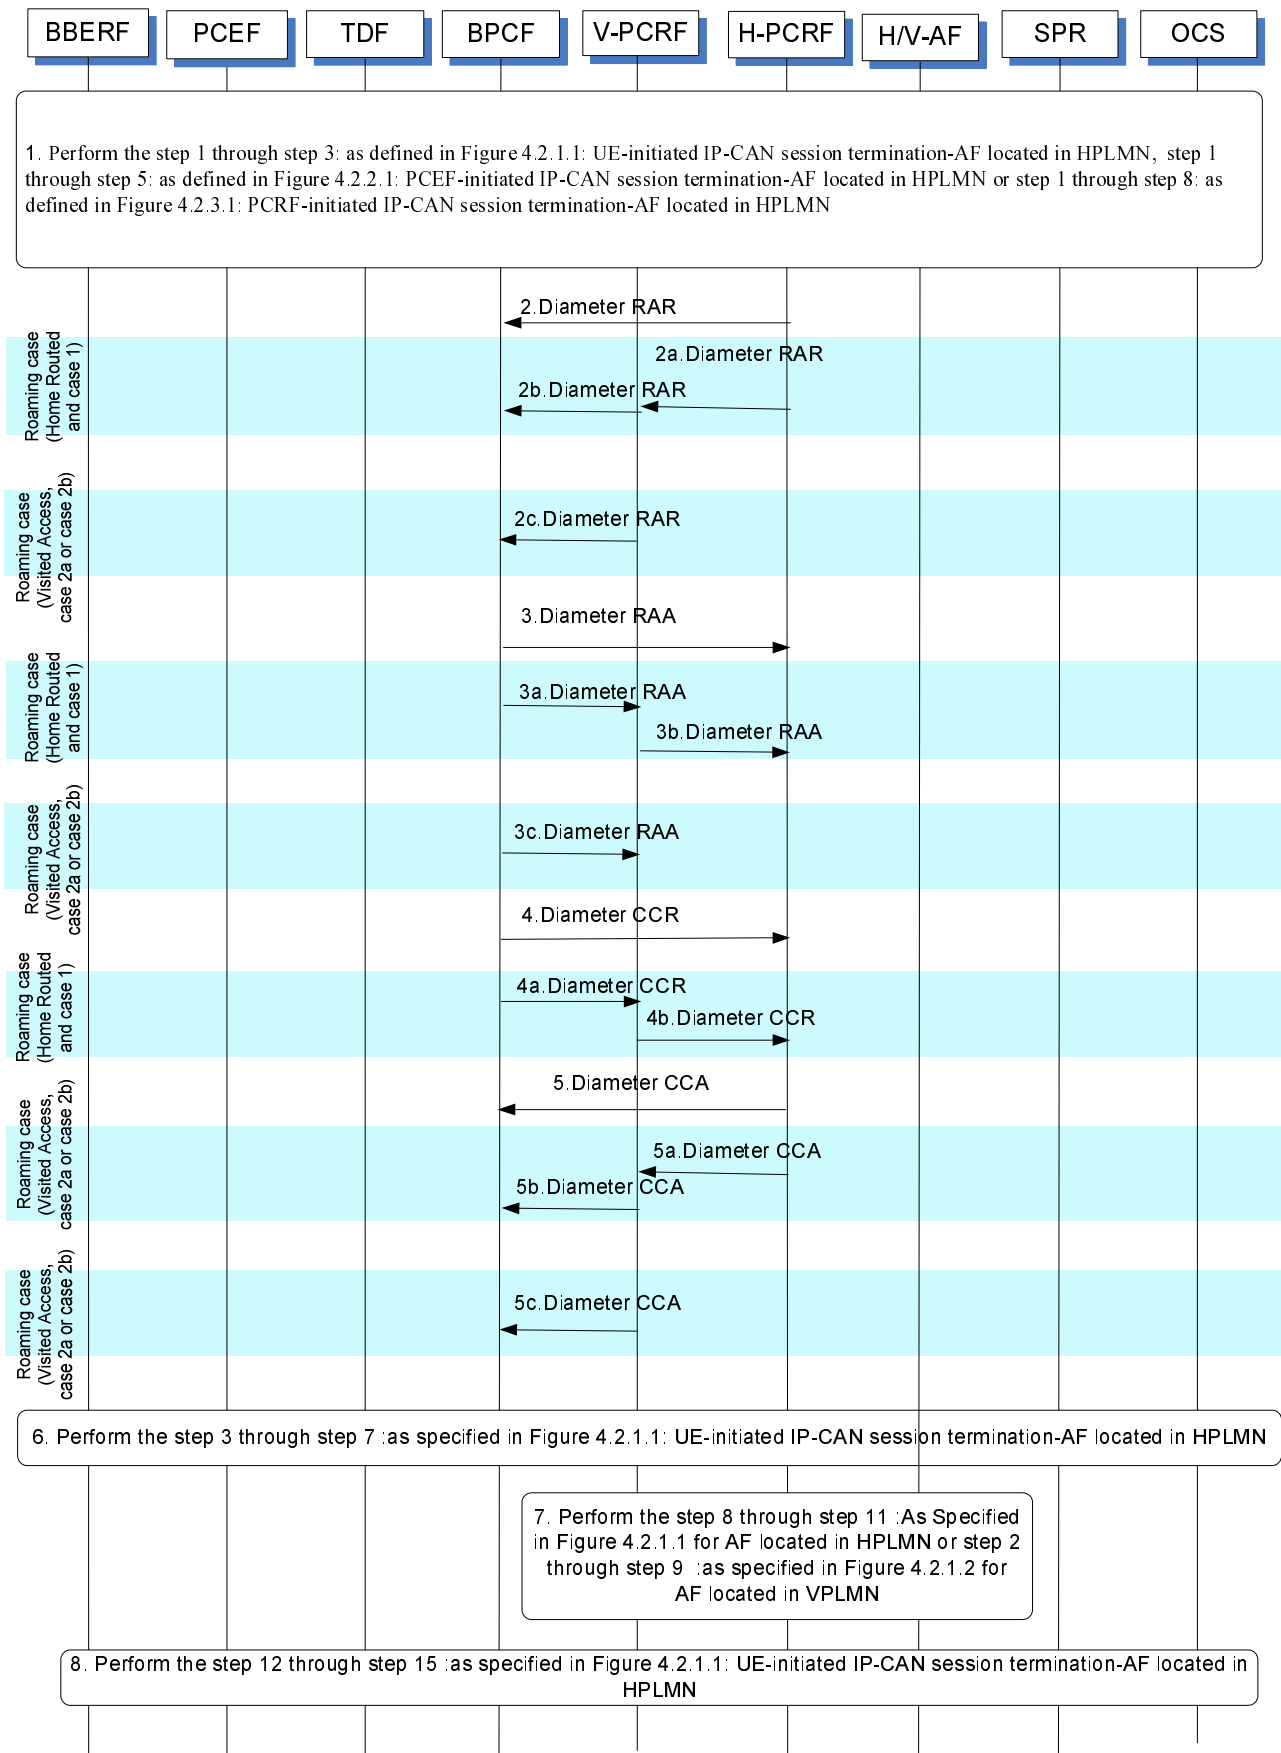 BBERF PCEF TDF BPCF V-PCRF H-PCRF H/V-AF SPR OCS
1. Perform the step 1 through step 3: as defined in Figure 4.2.1.1: UE-initiated IP-CAN session termination-AF located in HPLMN, step 1
through step 5: as defined in Figure 4.2.2.1: PCEF-initiated IP-CAN session termination-AF located in HPLMN or step 1 through step 8: as
defined in Figure 4.2.3.1: PCRF-initiated IP-CAN session termination-AF located in HPLMN
2.Diameter RAR
Roaming case
(Home Routed
and case 1)
2a.Diameter RAR
2b.Diameter RAR
Roaming case
(Visited Access,
case 2a or case 2b)
2c.Diameter RAR
3.Diameter RAA
Roaming case
(Home Routed
and case 1)
3a.Diameter RAA
3b.Diameter RAA
Roaming case
(Visited Access,
case 2a or case 2b)
3c.Diameter RAA
4.Diameter CCR
Roaming case
(Home Routed
and case 1)
4a.Diameter CCR
4b.Diameter CCR
5.Diameter CCA
Roaming case
(Visited Access,
case 2a or case 2b)
5a.Diameter CCA
5b.Diameter CCA
Roaming case
(Visited Access,
case 2a or case 2b)
5c.Diameter CCA
6. Perform the step 3 through step 7 :as specified in Figure 4.2.1.1: UE-initiated IP-CAN session termination-AF located in HPLMN
7. Perform the step 8 through step 11 :As Specified
in Figure 4.2.1.1 for AF located in HPLMN or step 2
through step 9 :as specified in Figure 4.2.1.2 for
AF located in VPLMN
8. Perform the step 12 through step 15 :as specified in Figure 4.2.1.1: UE-initiated IP-CAN session termination-AF located in
HPLMN